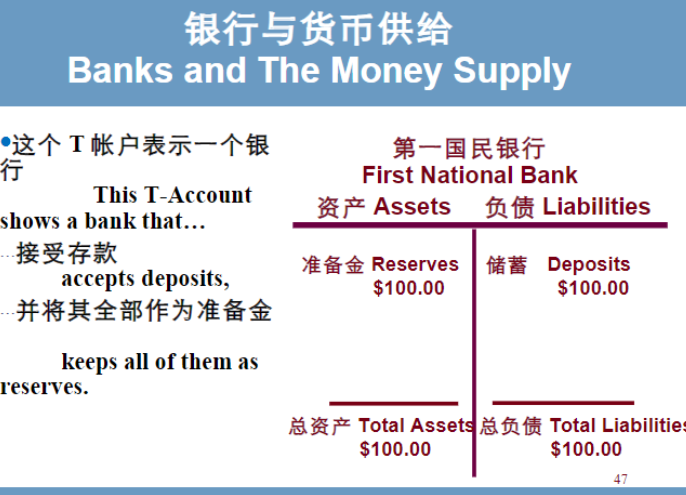 银行与货币供给
Banks and The Money Supply
•这个 T 帐户表示一个银
行
This T-Account
shows a bank that…
…接受存款
accepts deposits,
…并将其全部作为准备金
keeps all of them as
reserves.
第一国民银行
First National Bank
资产 Assets 负债 Liabilities
准备金 Reserves 储蓄 Deposits
$100.00 $100.00
总资产 Total Assets 总负债 Total Liabilities
$100.00 $100.00
47